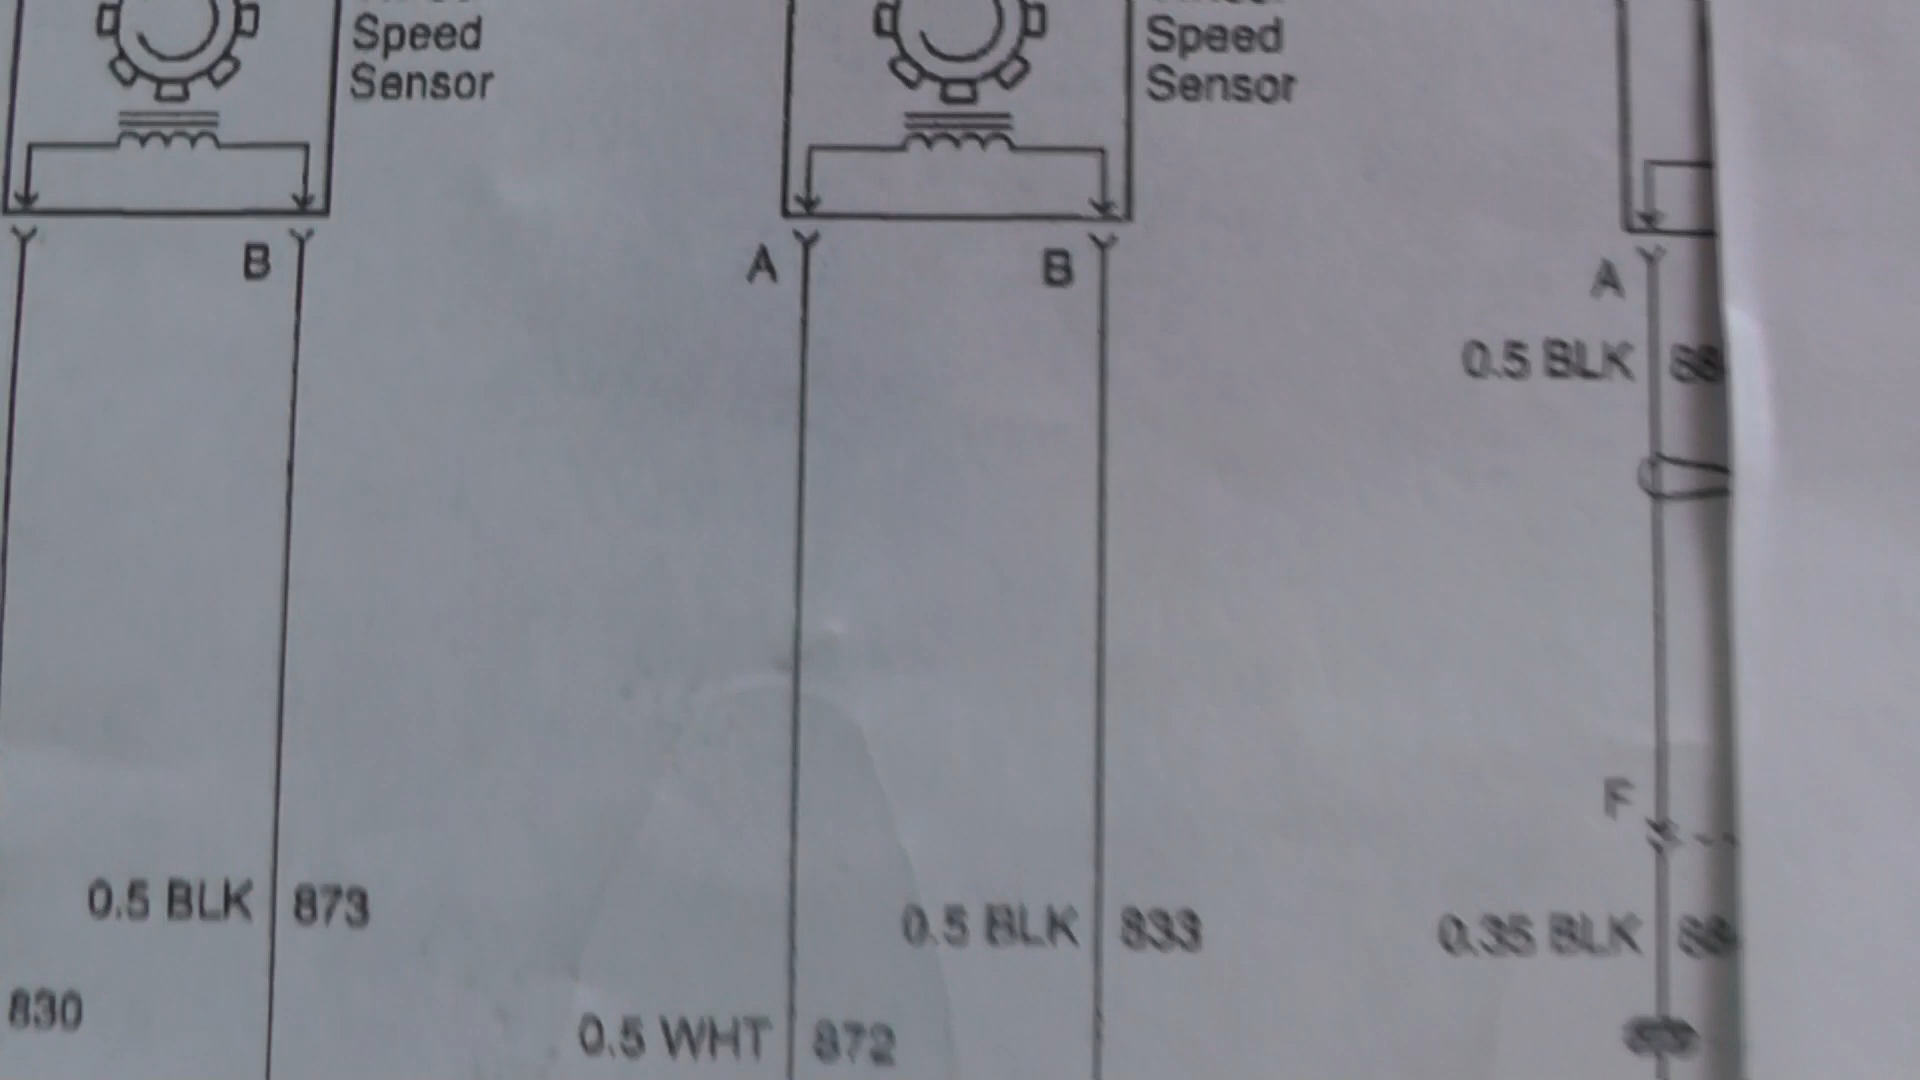 Speed
Sensor
Speed
Sensor
B
A
B
A
0.5 BLK
F
0.5 BLK 873
0.5 BLK 833
0.35 BLK
830
0.5 WHT 872